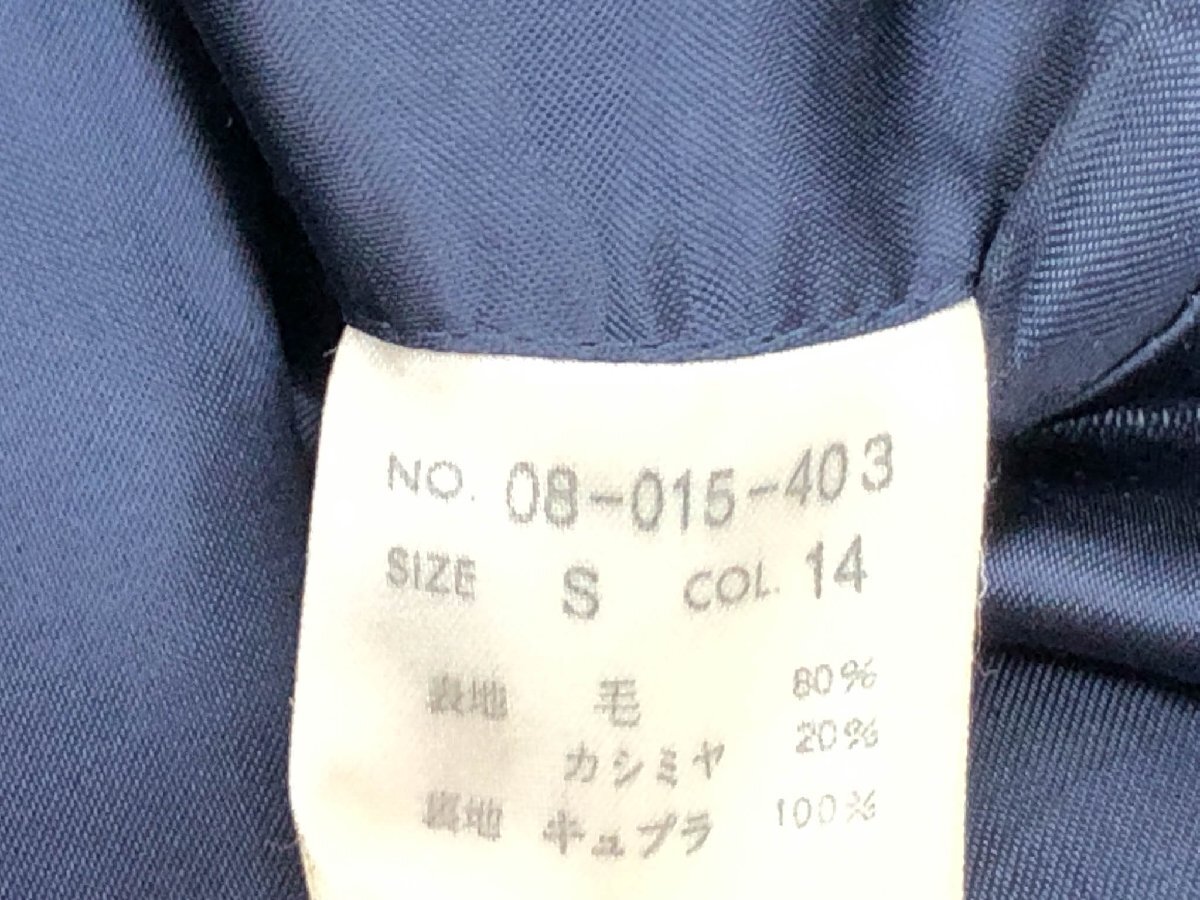 NO. 08-015-403
SIZE S COL. 14
表地 毛 80%
カシミヤ 20%
裏地 キュプラ 100%